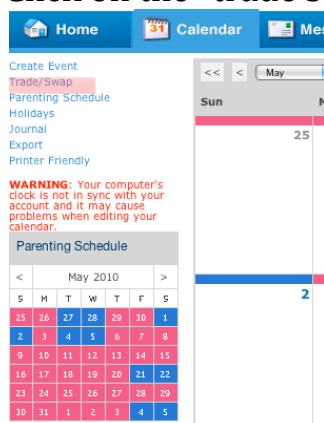 Home 31 Calendar
<< < May
Create Event
Trade/Swap
Parenting Schedule
Holidays
Journal
Export
Printer Friendly
WARNING: Your computer's
clock is not in sync with your
account and it may cause
problems when editing your
calendar.
Parenting Schedule
< May 2010 >
S M T W T F S
25 26 27 28 29 30 1
2 3 4 5 6 7 8
9 10 11 12 13 14 15
16 17 18 19 20 21 22
23 24 25 26 27 28 29
30 31 1 2 3 4 5
Sun
25
2